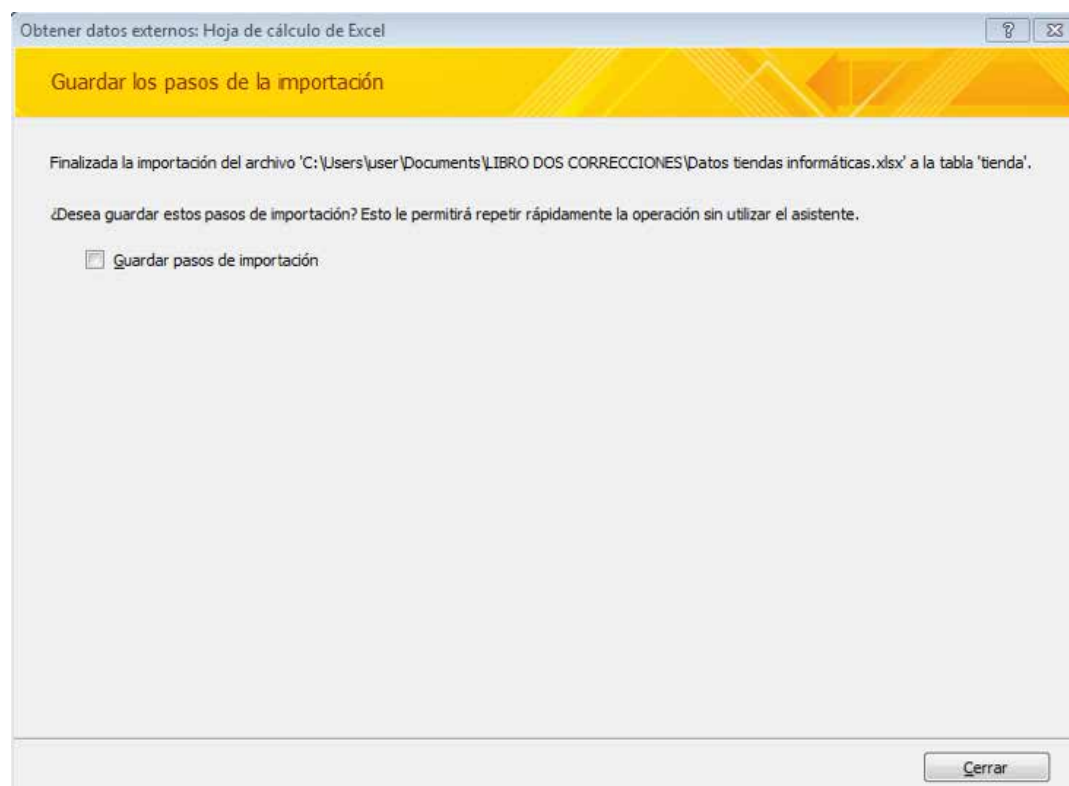 Obtener datos externos: Hoja de cálculo de Excel
Guardar los pasos de la importación
Finalizada la importación del archivo 'C:\Users\user\Documents\LIBRO DOS CORRECCIONES\Datos tiendas informáticas.xlsx' a la tabla 'tienda'.
¿Desea guardar estos pasos de importación? Esto le permitirá repetir rápidamente la operación sin utilizar el asistente.
Guardar pasos de importación
Cerrar